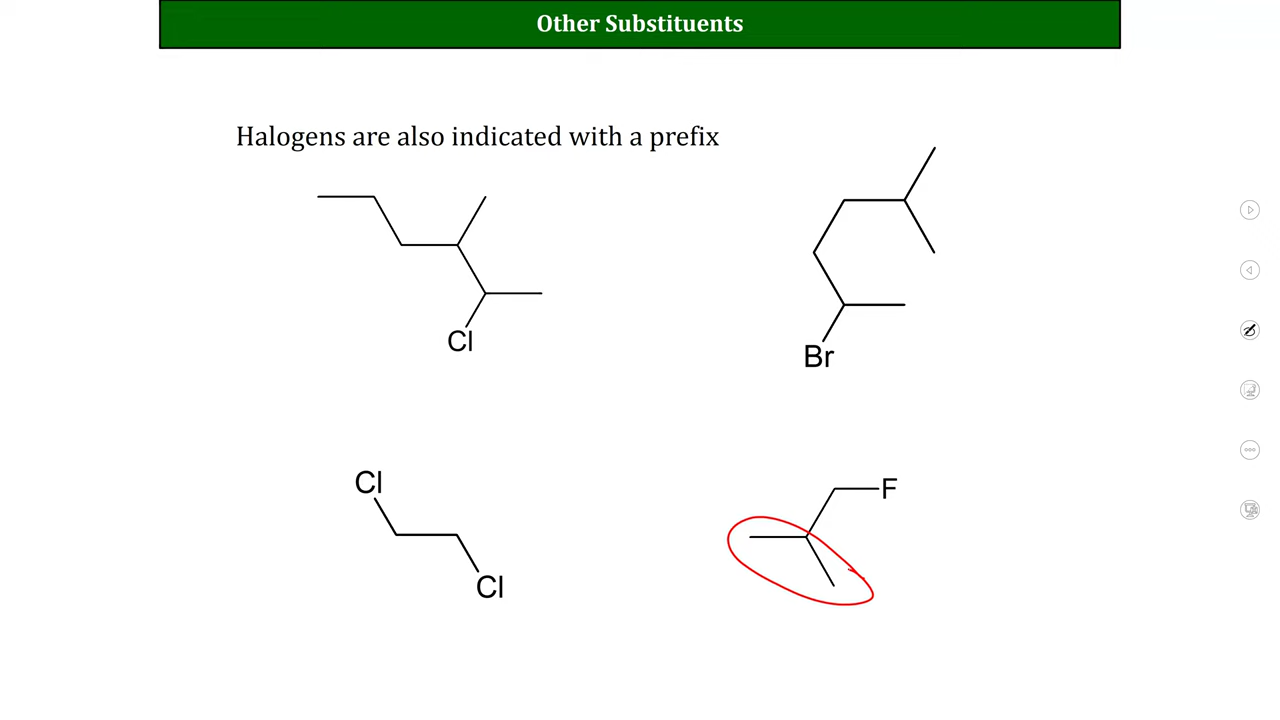 Other Substituents
Halogens are also indicated with a prefix
Cl
Br
Cl
F
Cl